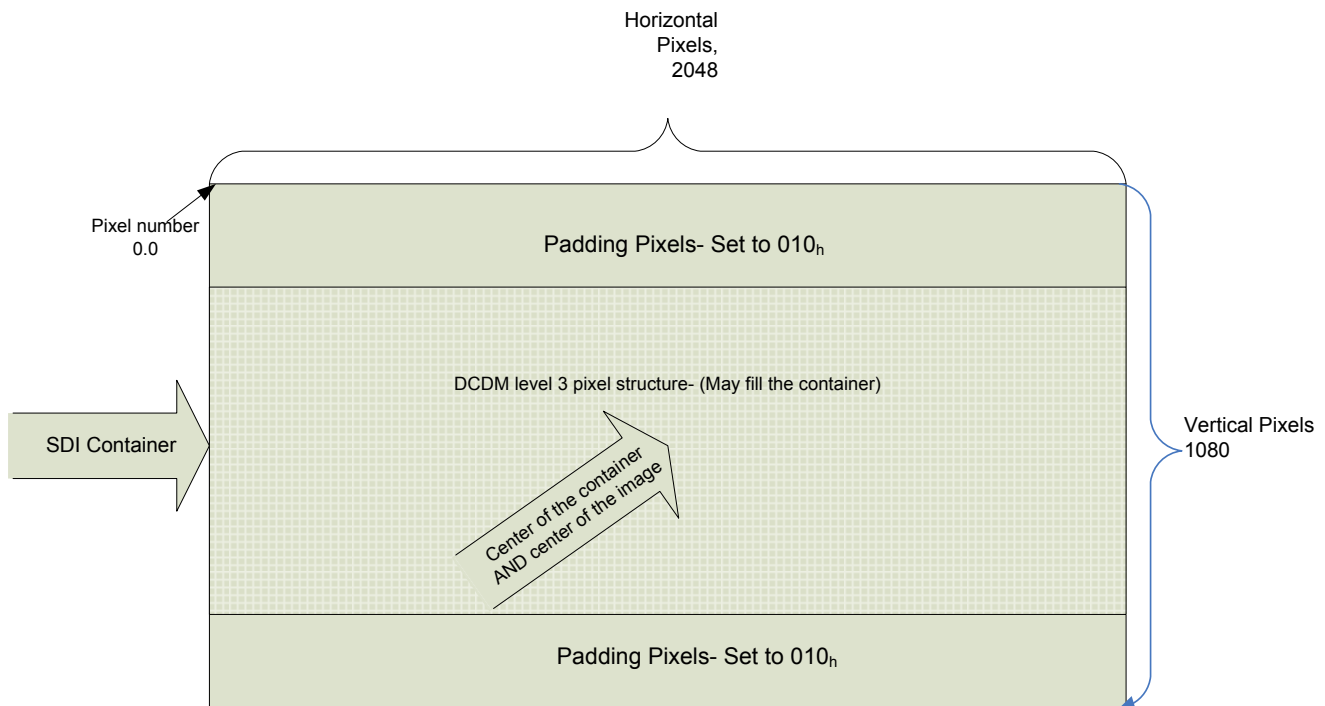 Horizontal
Pixels,
2048
Pixel number
0.0
Padding Pixels- Set to 010h
DCDM level 3 pixel structure- (May fill the container)
SDI Container
Vertical Pixels
1080
Center of the container
AND center of the image
Padding Pixels- Set to 010h